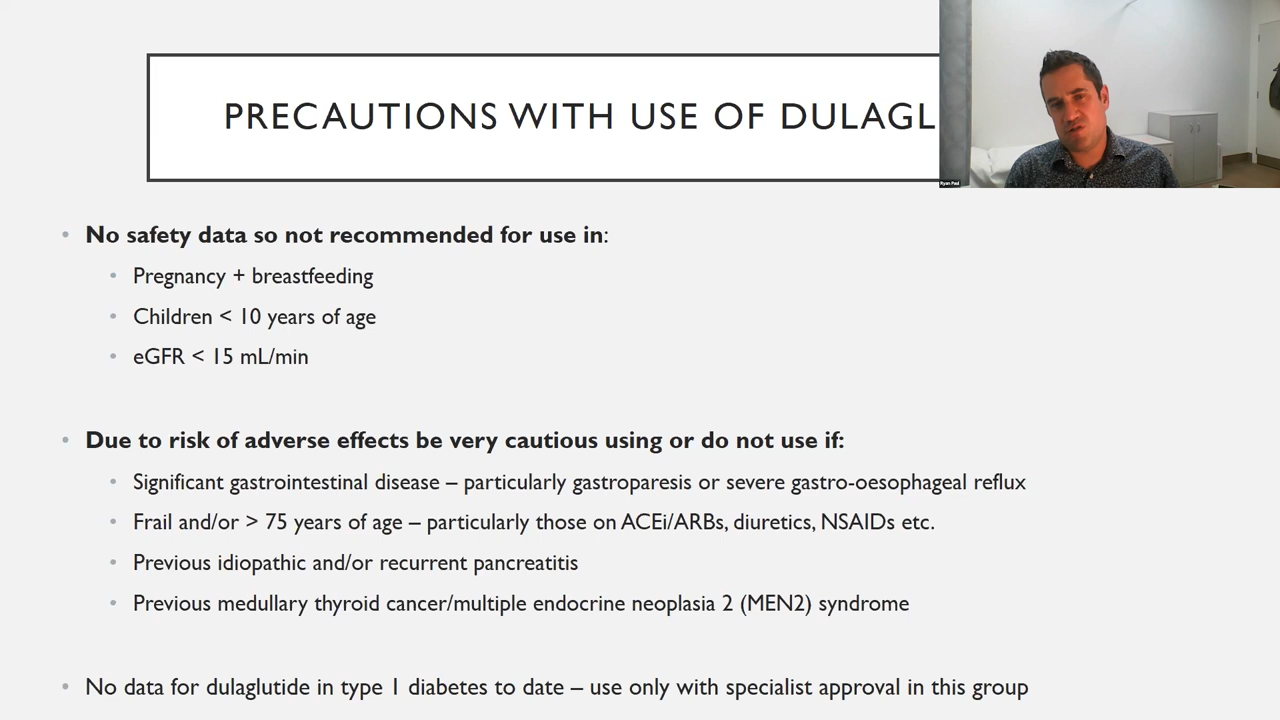 PRECAUTIONS WITH USE OF DULAGL
Ryan Paul
• No safety data so not recommended for use in:
• Pregnancy + breastfeeding
• Children < 10 years of age
• eGFR < 15 mL/min
• Due to risk of adverse effects be very cautious using or do not use if:
• Significant gastrointestinal disease – particularly gastroparesis or severe gastro-oesophageal reflux
• Frail and/or > 75 years of age – particularly those on ACEi/ARBs, diuretics, NSAIDs etc.
• Previous idiopathic and/or recurrent pancreatitis
• Previous medullary thyroid cancer/multiple endocrine neoplasia 2 (MEN2) syndrome
• No data for dulaglutide in type 1 diabetes to date – use only with specialist approval in this group